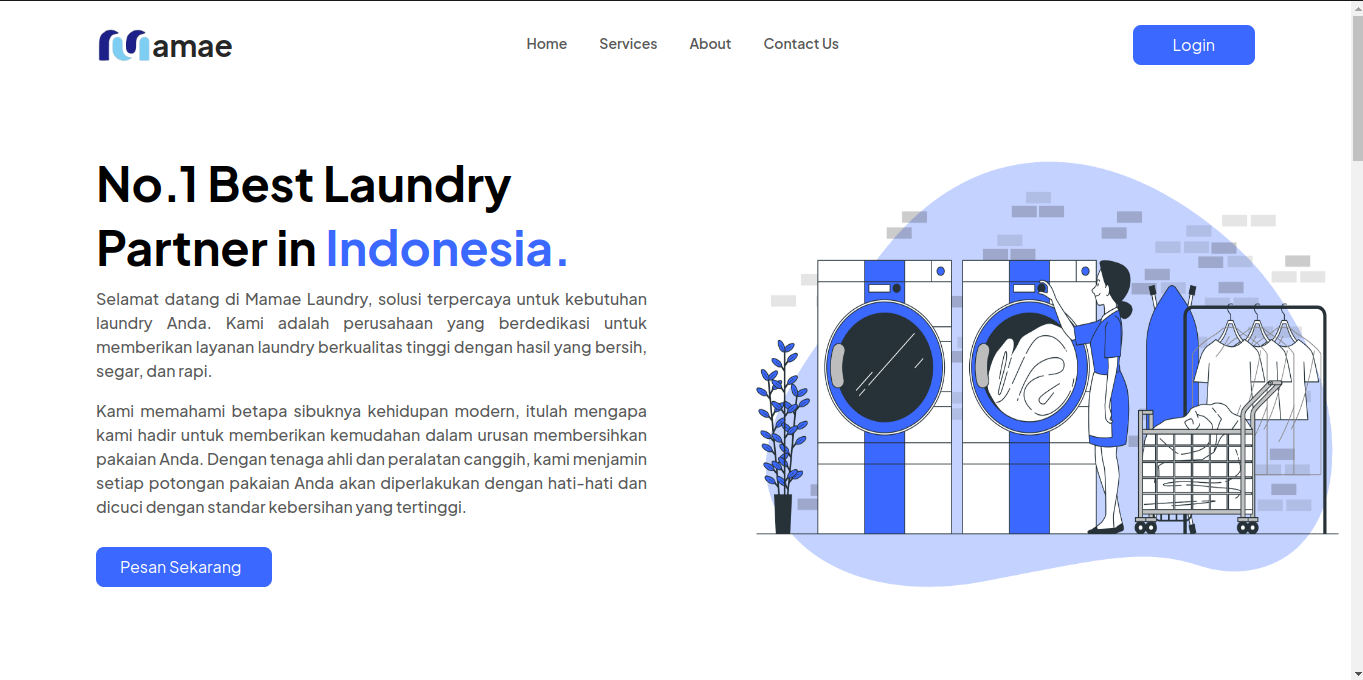 Mamae
Home Services About Contact Us
Login
No.1 Best Laundry
Partner in Indonesia.
Selamat datang di Mamae Laundry, solusi terpercaya untuk kebutuhan
laundry Anda. Kami adalah perusahaan yang berdedikasi untuk
memberikan layanan laundry berkualitas tinggi dengan hasil yang bersih,
segar, dan rapi.
Kami memahami betapa sibuknya kehidupan modern, itulah mengapa
kami hadir untuk memberikan kemudahan dalam urusan membersihkan
pakaian Anda. Dengan tenaga ahli dan peralatan canggih, kami menjamin
setiap potongan pakaian Anda akan diperlakukan dengan hati-hati dan
dicuci dengan standar kebersihan yang tertinggi.
Pesan Sekarang